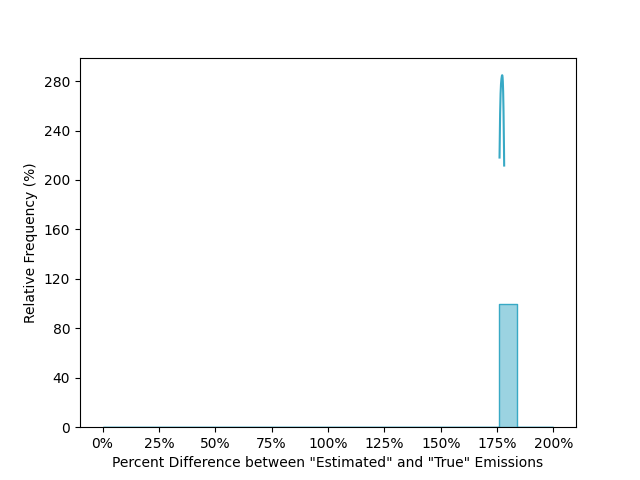 280
240
200
160
120
80
40
0
Relative Frequency (%)
0% 25% 50% 75% 100% 125% 150% 175% 200%
Percent Difference between "Estimated" and "True" Emissions